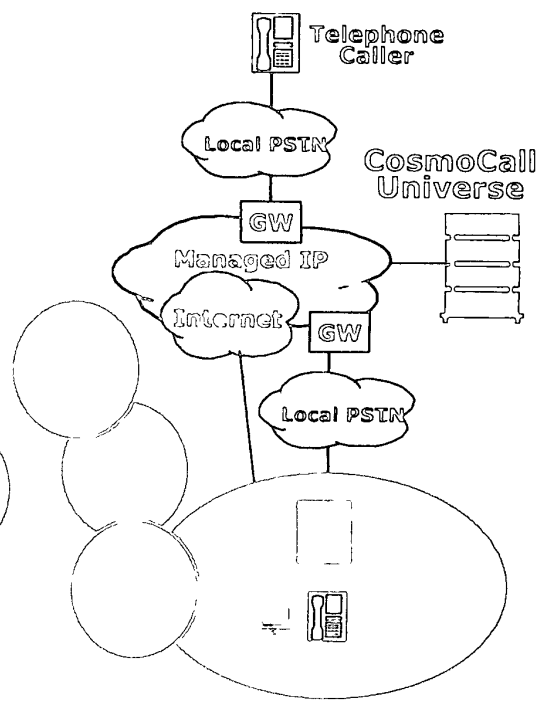 Telephone
Caller
Local PSTN
CosmoCall
Universe
GW
Managed IP
Internet
GW
Local PSTN